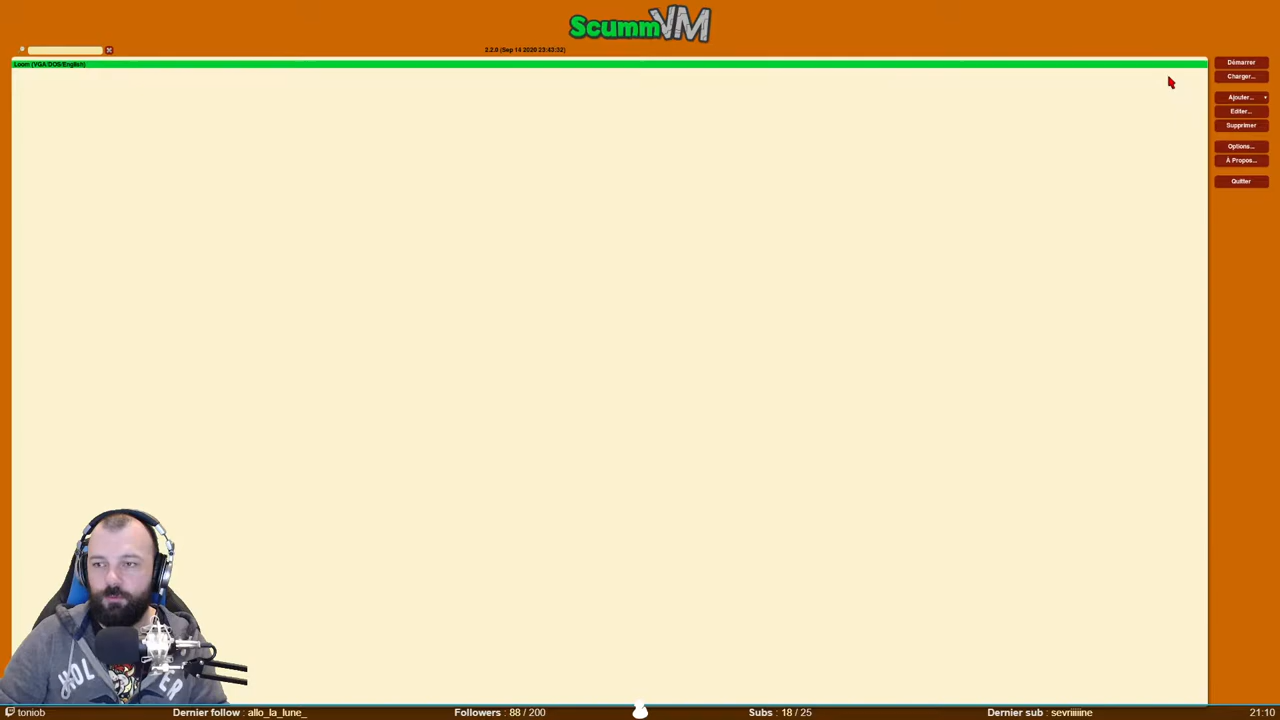 ScummVM
2.2.0 (Sep 14 2020 23:43:32)
Loom (VGA/DOS/English)
Démarrer
Charger...
Ajouter...
Editer...
Supprimer
Options...
À Propos...
Quitter
toniob
Dernier follow : allo_la_lune_
Followers : 88 / 200
Subs : 18 / 25
Dernier sub : sevriiiiine
21:10